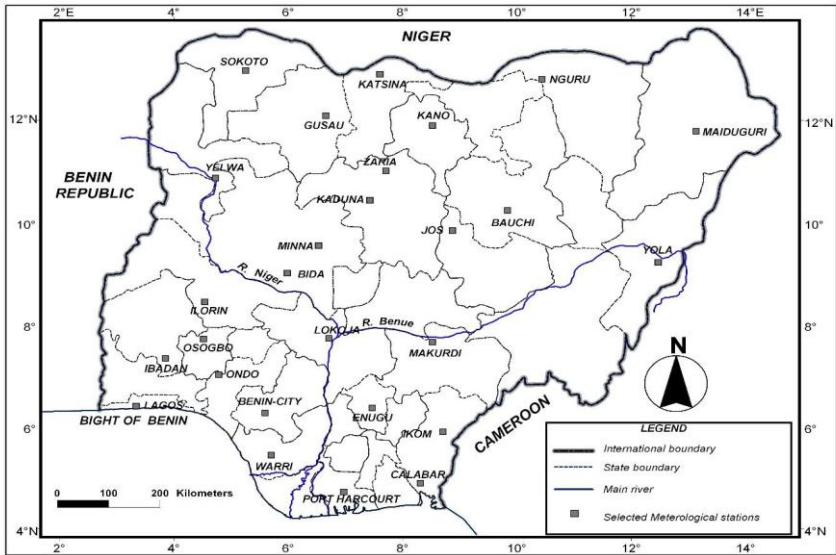 2°E 4° 6° 8° 10° 12° 14°E
NIGER
SOKOTO
KATSINA
NGURU
12°N
GUSAU
KANO
MAIDUGURI
12°N
ZARIA
YELWA
BENIN
REPUBLIC
KADUNA
BAUCHI
10°
JOS
10°
MINNA
YOLA
R. Niger
BIDA
ILORIN
R. Benue
8°
LOKOJA
8°
OSOGBO
MAKURDI
IBADAN
ONDO
N
LAGOS
BENIN-CITY
ENUGU
BIGHT OF BENIN
6°
IKOM
CAMEROON
6°
WARRI
CALABAR
PORT HARCOURT
0 100 200 Kilometers
LEGEND
International boundary
State boundary
Main river
Selected Meterological stations
4°N
4°N
2°E 4° 6° 8° 10° 12° 14°E